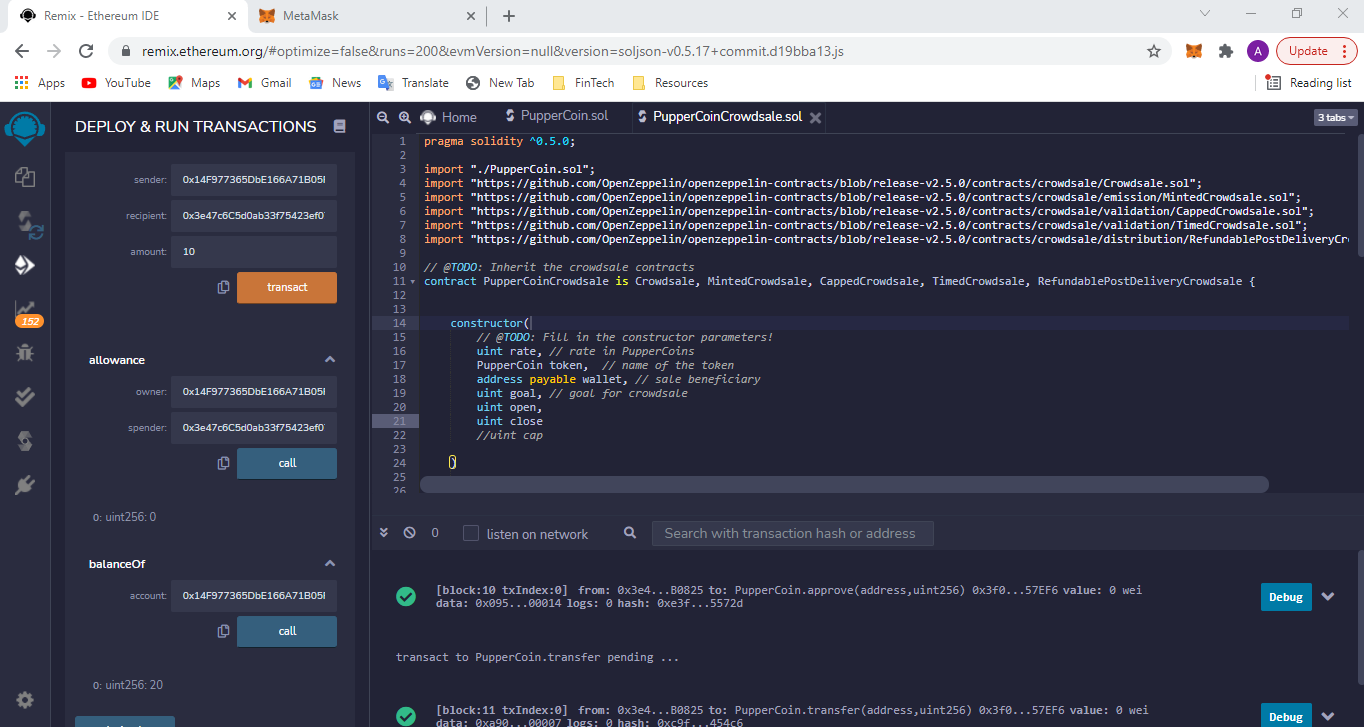 Remix - Ethereum IDE
MetaMask
remix.ethereum.org/#optimize=false&runs=200&evmVersion=null&version=soljson-v0.5.17+commit.d19bba13.js
A
Update
Apps
YouTube
Maps
Gmail
News
Translate
New Tab
FinTech
Resources
Reading list
DEPLOY & RUN TRANSACTIONS
sender: 0x14F977365DbE166A71B05
recipient: 0x3e47c6C5d0ab33f75423ef0
amount: 10
transact
152
allowance
owner: 0x14F977365DbE166A71B05
spender: 0x3e47c6C5d0ab33f75423ef0
call
0: uint256: 0
balanceOf
account: 0x14F977365DbE166A71B05
call
0: uint256: 20
Home
PupperCoin.sol
PupperCoinCrowdsale.sol
3 tabs
1 pragma solidity ^0.5.0;
2
3 import "./PupperCoin.sol";
4 import "https://github.com/OpenZeppelin/openzeppelin-contracts/blob/release-v2.5.0/contracts/crowdsale/Crowdsale.sol";
5 import "https://github.com/OpenZeppelin/openzeppelin-contracts/blob/release-v2.5.0/contracts/crowdsale/emission/MintedCrowdsale.sol";
6 import "https://github.com/OpenZeppelin/openzeppelin-contracts/blob/release-v2.5.0/contracts/crowdsale/validation/CappedCrowdsale.sol";
7 import "https://github.com/OpenZeppelin/openzeppelin-contracts/blob/release-v2.5.0/contracts/crowdsale/validation/TimedCrowdsale.sol";
8 import "https://github.com/OpenZeppelin/openzeppelin-contracts/blob/release-v2.5.0/contracts/crowdsale/distribution/RefundablePostDeliveryCr
9
10 // @TODO: Inherit the crowdsale contracts
11 contract PupperCoinCrowdsale is Crowdsale, MintedCrowdsale, CappedCrowdsale, TimedCrowdsale, RefundablePostDeliveryCrowdsale {
12
13
14 constructor(
15 // @TODO: Fill in the constructor parameters!
16 uint rate, // rate in PupperCoins
17 PupperCoin token, // name of the token
18 address payable wallet, // sale beneficiary
19 uint goal, // goal for crowdsale
20 uint open,
21 uint close
22 //uint cap
23
24 )
25
26
0
listen on network
Search with transaction hash or address
[block:10 txIndex:0] from: 0x3e4...B0825 to: PupperCoin.approve(address,uint256) 0x3f0...57EF6 value: 0 wei
data: 0x095...00014 logs: 0 hash: 0xe3f...5572d
Debug
transact to PupperCoin.transfer pending ...
[block:11 txIndex:0] from: 0x3e4...B0825 to: PupperCoin.transfer(address,uint256) 0x3f0...57EF6 value: 0 wei
data: 0xa90...00007 logs: 0 hash: 0xc9f...454c6
Debug